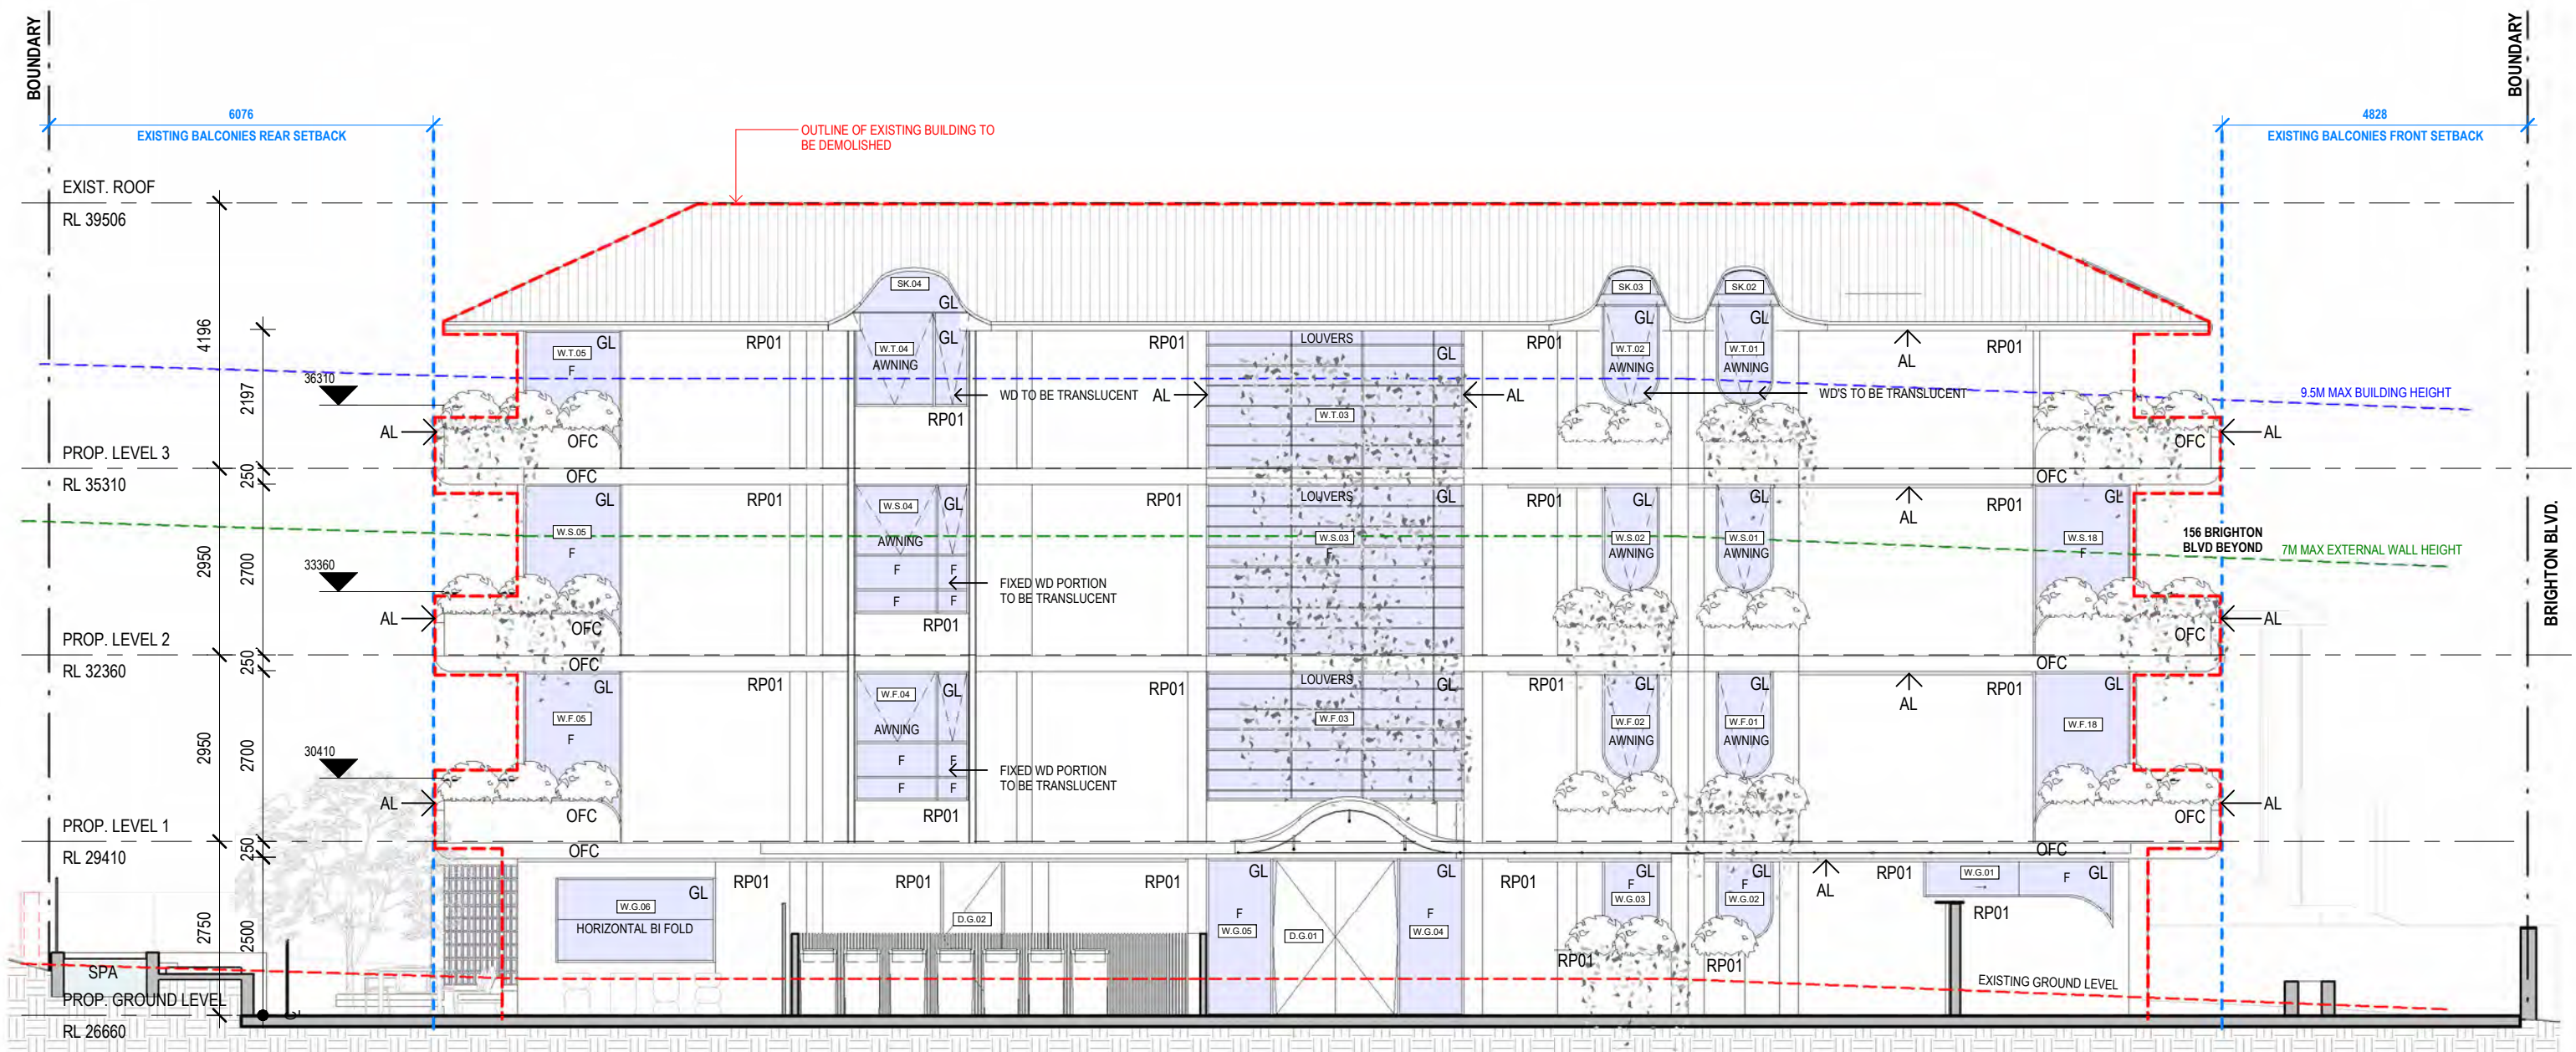 BOUNDARY
BOUNDARY
6076
EXISTING BALCONIES REAR SETBACK
4828
EXISTING BALCONIES FRONT SETBACK
OUTLINE OF EXISTING BUILDING TO
BE DEMOLISHED
EXIST. ROOF
RL 39506
4196
2197
SK.04
GL
SK.03
SK.02
GL
GL
W.T.05
F
GL
RP01
W.T.04
AWNING
GL
RP01
LOUVERS
GL
RP01
W.T.02
AWNING
W.T.01
AWNING
AL
RP01
36310
WD TO BE TRANSLUCENT
AL
AL
WD'S TO BE TRANSLUCENT
9.5M MAX BUILDING HEIGHT
W.T.03
RP01
AL
OFC
OFC
AL
PROP. LEVEL 3
RL 35310
250
OFC
OFC
2950
2700
GL
RP01
W.S.04
GL
AWNING
RP01
LOUVERS
GL
RP01
GL
GL
AL
RP01
GL
W.S.05
F
W.S.03
F
W.S.02
AWNING
W.S.01
AWNING
W.S.18
F
156 BRIGHTON
BLVD BEYOND
7M MAX EXTERNAL WALL HEIGHT
BRIGHTON BLVD.
33360
F
F
F
F
FIXED WD PORTION
TO BE TRANSLUCENT
RP01
AL
OFC
OFC
AL
PROP. LEVEL 2
RL 32360
250
OFC
OFC
2950
2700
GL
RP01
W.F.04
GL
AWNING
RP01
LOUVERS
GL
RP01
GL
GL
AL
RP01
GL
W.F.05
F
W.F.03
W.F.02
AWNING
W.F.01
AWNING
W.F.18
30410
F
F
F
F
FIXED WD PORTION
TO BE TRANSLUCENT
RP01
AL
OFC
OFC
AL
PROP. LEVEL 1
RL 29410
250
OFC
OFC
2750
2500
GL
W.G.06
HORIZONTAL BI FOLD
RP01
RP01
D.G.02
RP01
GL
F
W.G.05
D.G.01
GL
F
W.G.04
RP01
GL
F
W.G.03
GL
F
W.G.02
AL
RP01
W.G.01
F
GL
RP01
RP01
RP01
SPA
EXISTING GROUND LEVEL
PROP. GROUND LEVEL
RL 26660